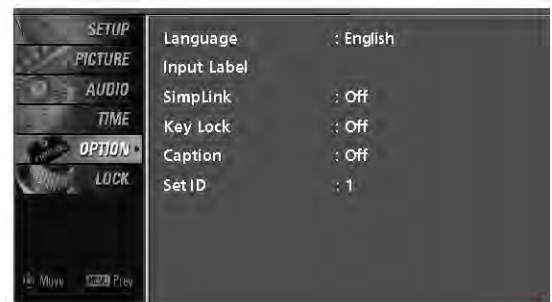 SETUP
PICTURE
AUDIO
TIME
OPTION
LOCK
Move MENU Prev
Language : English
Input Label
SimpLink : Off
Key Lock : Off
Caption : Off
Set ID : 1